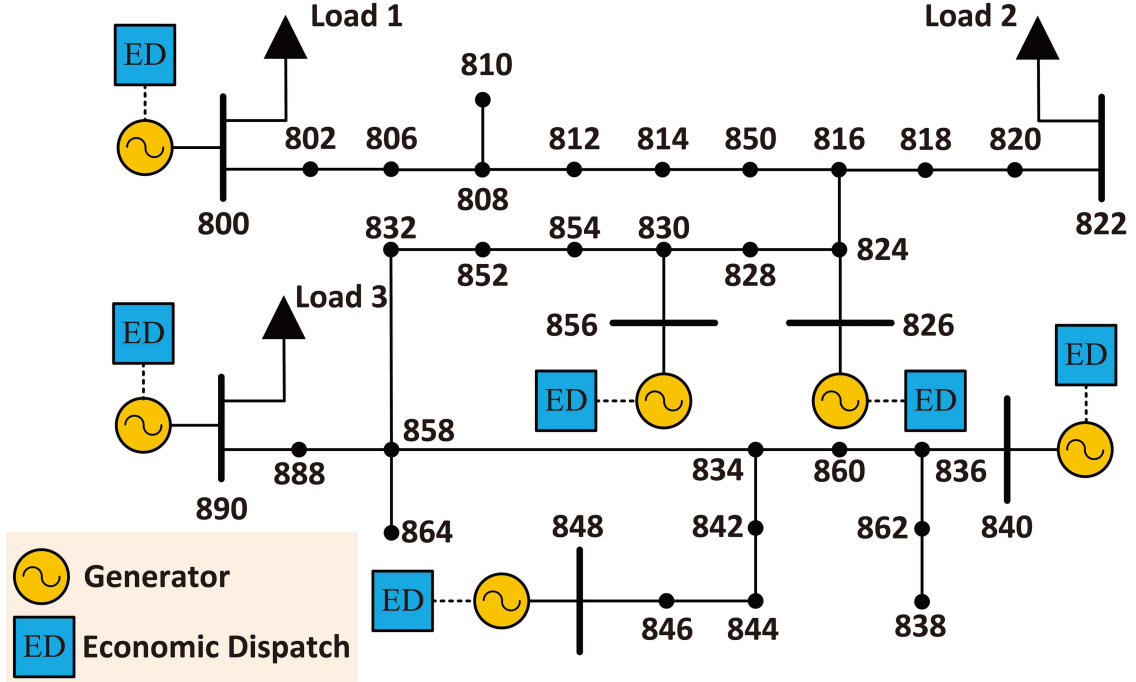 Load 1
Load 2
ED
810
802 806 812 814 850 816 818 820
808
800
822
832 854 830
824
852 828
Load 3
ED
856
826
ED
ED
ED
858
888
834 860 836
890
840
864
848
842
862
Generator
ED
846 844
838
ED Economic Dispatch